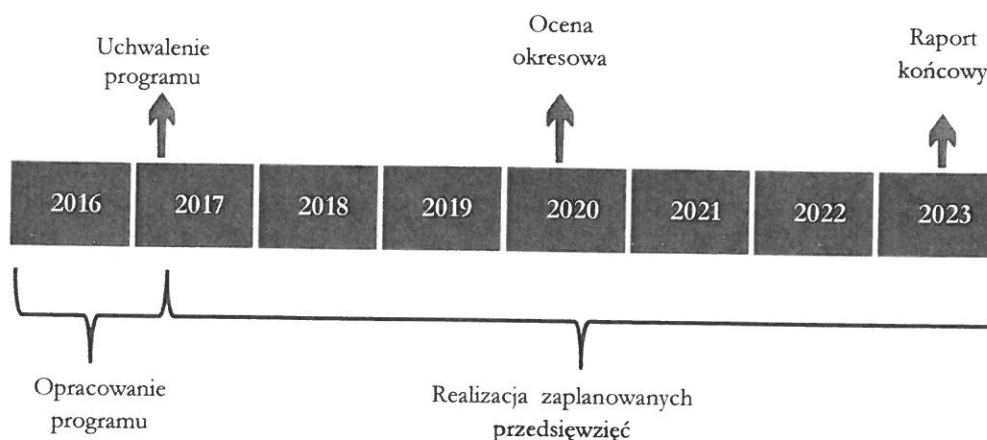 Uchwalenie
programu
Ocena
okresowa
Raport
końcowy
2016 2017 2018 2019 2020 2021 2022 2023
Opracowanie
programu
Realizacja zaplanowanych
przedsięwzięć